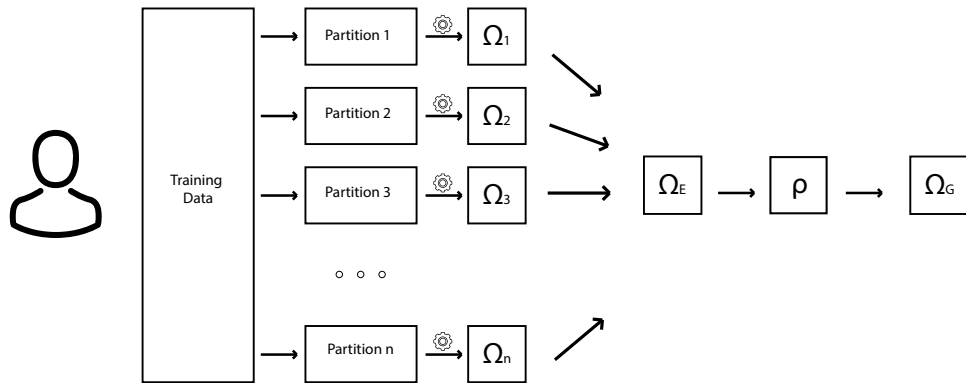 Partition 1
Ω1
Partition 2
Ω2
Training
Data
Partition 3
Ω3
ΩE
ρ
ΩG
Partition n
Ωn